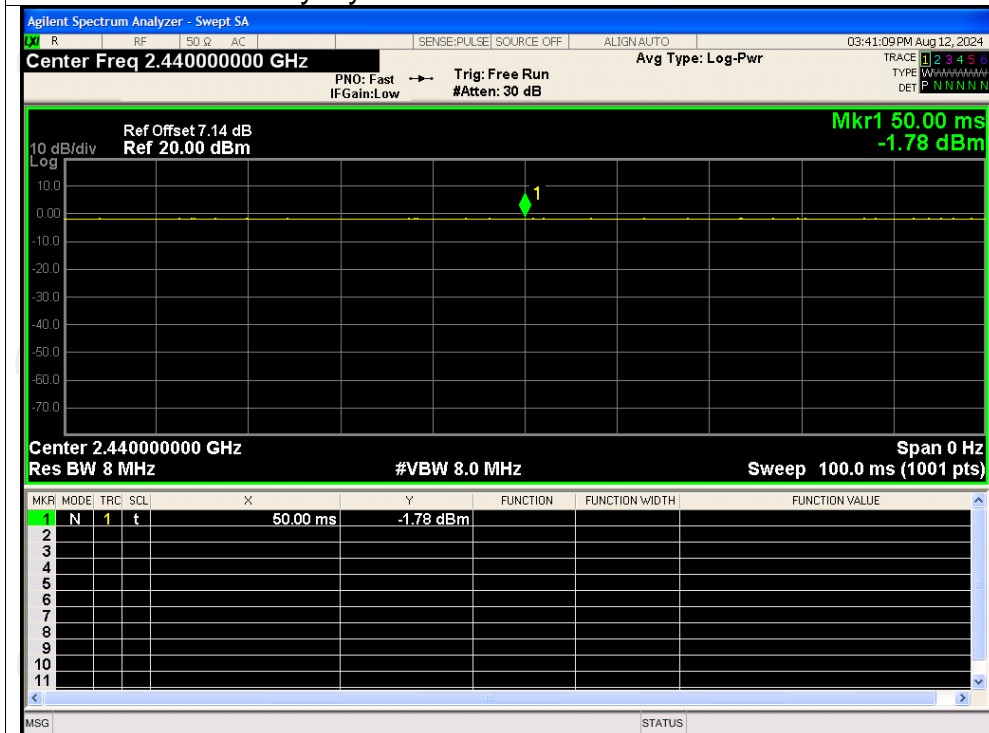 Agilent Spectrum Analyzer - Swept SA
LXI R RF 50 Ω AC SENSE:PULSE SOURCE OFF ALIGN AUTO 03:41:09 PM Aug 12, 2024
Center Freq 2.440000000 GHz
PNO: Fast
IFGain:Low
Trig: Free Run
#Atten: 30 dB
Avg Type: Log-Pwr
TRACE 1 2 3 4 5 6
TYPE W
DET P N N N N N
Ref Offset 7.14 dB
10 dB/div Ref 20.00 dBm
Log
Mkr1 50.00 ms
-1.78 dBm
10.0
0.00
-10.0
-20.0
-30.0
-40.0
-50.0
-60.0
-70.0
1
Center 2.440000000 GHz Span 0 Hz
Res BW 8 MHz #VBW 8.0 MHz Sweep 100.0 ms (1001 pts)
MKR MODE TRC SCL X Y FUNCTION FUNCTION WIDTH FUNCTION VALUE
1 N 1 t 50.00 ms -1.78 dBm
2
3
4
5
6
7
8
9
10
11
MSG STATUS